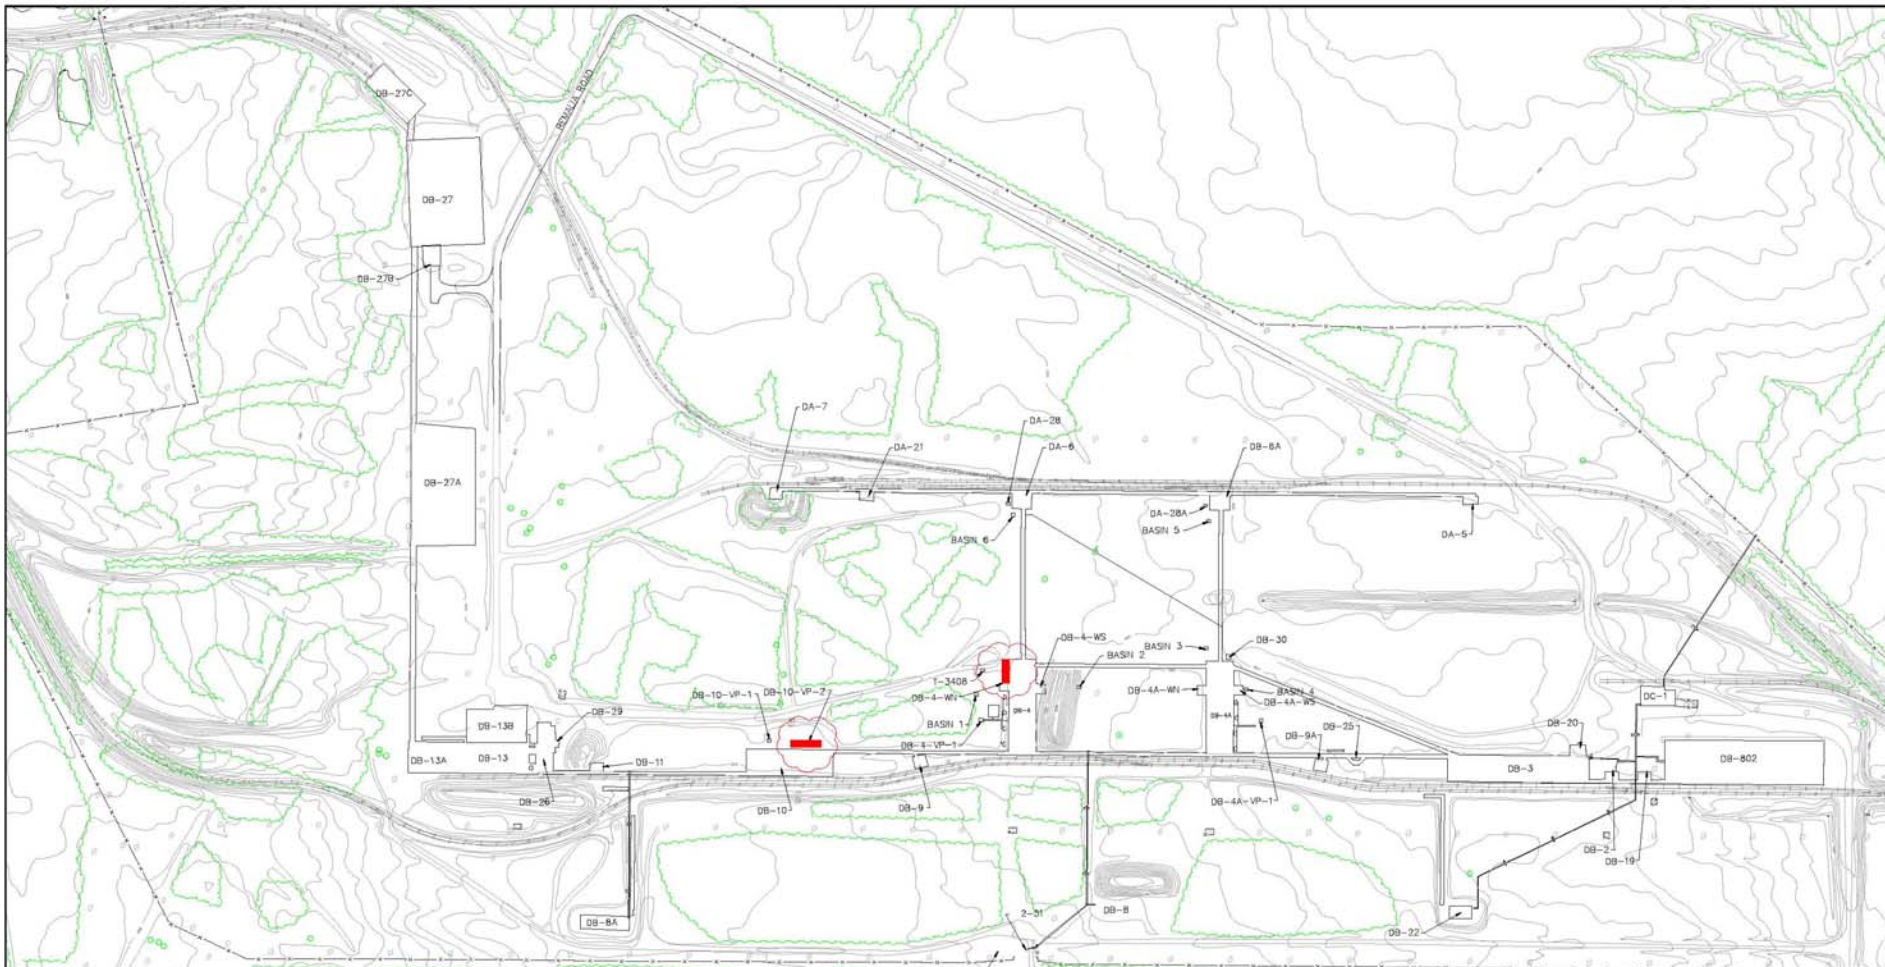 DB-27C
BEMAZA ROAD
DB-27
DB-27B
DA-7
DA-28
DA-21
DA-6
DB-6A
DB-27A
DA-28A
BASIN 5
DA-5
BASIN 6
DB-4-WS
BASIN 3
DB-30
BASIN 2
T-3408
DB-10-VP-1
DB-10-VP-2
DB-4-WN
DB-4A-WN
BASIN 4
DB-4A-WS
DC-1
DB-13B
DB-29
BASIN 1
DB-4
DB-4A
DB-25
DB-20
DB-4-VP-1
DB-9A
DB-13A
DB-13
DB-11
DB-3
DB-802
DB-26
DB-10
DB-9
DB-4A-VP-1
DB-2
DB-19
DB-8A
2-31
DB-8
DB-22